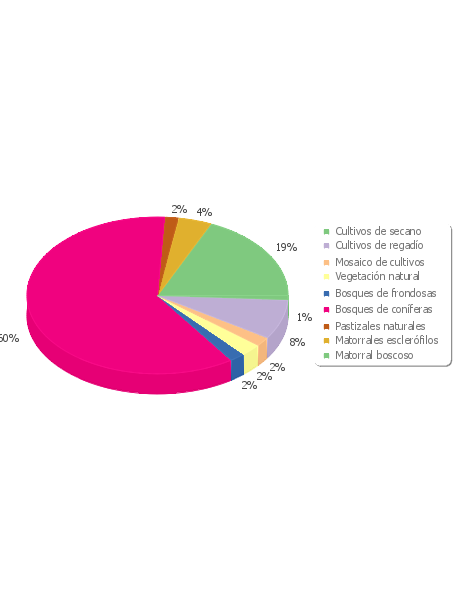 2%
4%
19%
1%
8%
2%
2%
2%
60%
Cultivos de secano
Cultivos de regadío
Mosaico de cultivos
Vegetación natural
Bosques de frondosas
Bosques de coníferas
Pastizales naturales
Matorrales esclerófilos
Matorral boscoso